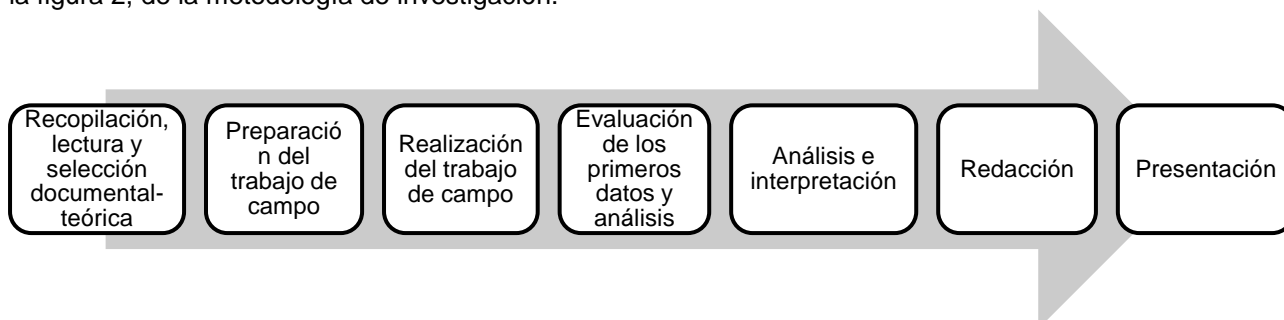 la figura 2, de la metodología de investigación.
Recopilación,
lectura y
selección
documental-
teórica
Preparació
n del
trabajo de
campo
Realización
del trabajo
de campo
Evaluación
de los
primeros
datos y
análisis
Análisis e
interpretación
Redacción
Presentación